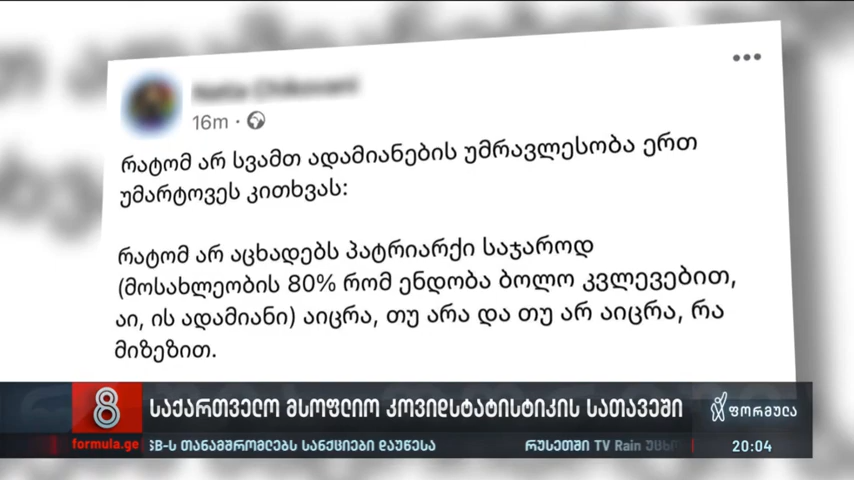 16m
რატომ არ სვამთ ადამიანების უმრავლესობა ერთ
უმარტოვეს კითხვას:
რატომ არ აცხადებს პატრიარქი საჯაროდ
(მოსახლეობის 80% რომ ენდობა ბოლო კვლევებით,
აი, ის ადამიანი) აიცრა, თუ არა და თუ არ აიცრა, რა
მიზეზით.
8 საქართველო მსოფლიო კოვიდსტატისტიკის სათავეში ფორმულა
formula.ge SB-ს თანამშრომლებს სანქციები დაუწესა რუსეთში TV Rain 20:04